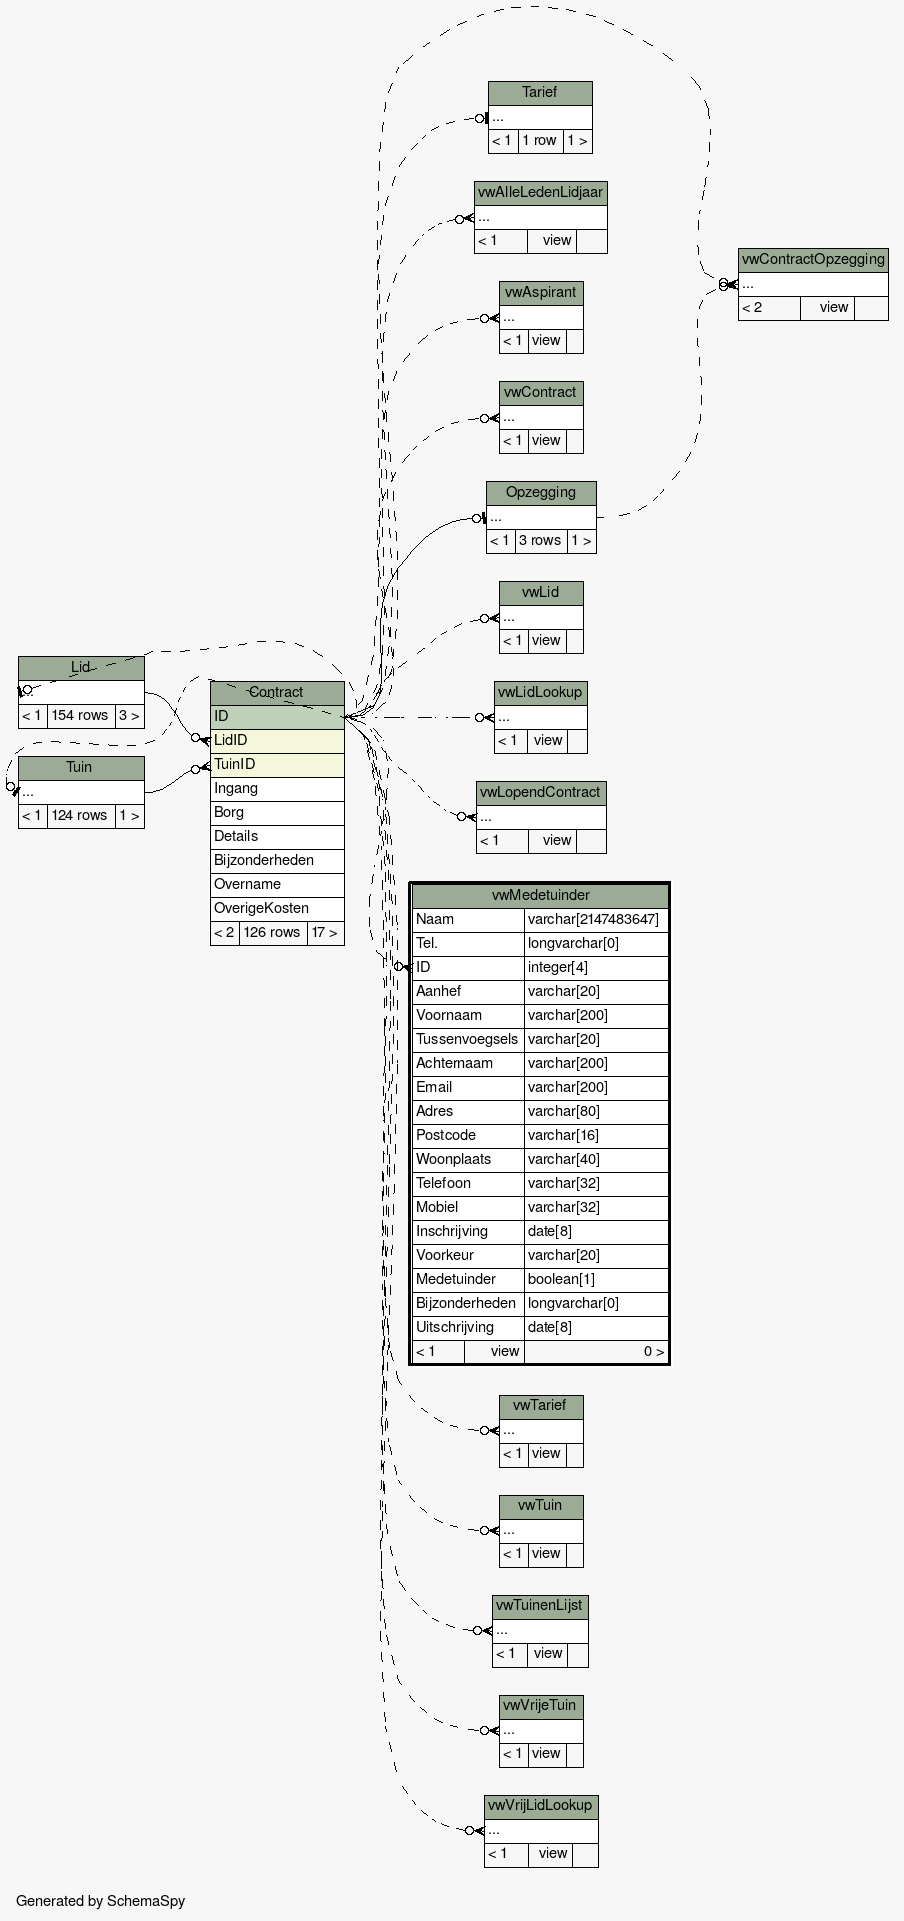 Tarief
...
< 1 1 row 1 >
vwAlleLedenLidjaar
...
< 1 view
vwContractOpzegging
...
< 2 view
vwAspirant
...
< 1 view
vwContract
...
< 1 view
Opzegging
...
< 1 3 rows 1 >
vwLid
...
< 1 view
Lid
...
< 1 154 rows 3 >
Tuin
...
< 1 124 rows 1 >
Contract
ID
LidID
TuinID
Ingang
Borg
Details
Bijzonderheden
Overname
OverigeKosten
< 2 126 rows 17 >
vwLidLookup
...
< 1 view
vwLopendContract
...
< 1 view
vwMedetuinder
Naam varchar[2147483647]
Tel. longvarchar[0]
ID integer[4]
Aanhef varchar[20]
Voornaam varchar[200]
Tussenvoegsels varchar[20]
Achternaam varchar[200]
Email varchar[200]
Adres varchar[80]
Postcode varchar[16]
Woonplaats varchar[40]
Telefoon varchar[32]
Mobiel varchar[32]
Inschrijving date[8]
Voorkeur varchar[20]
Medetuinder boolean[1]
Bijzonderheden longvarchar[0]
Uitschrijving date[8]
< 1 view 0 >
vwTarief
...
< 1 view
vwTuin
...
< 1 view
vwTuinenLijst
...
< 1 view
vwVrijeTuin
...
< 1 view
vwVrijLidLookup
...
< 1 view
Generated by SchemaSpy